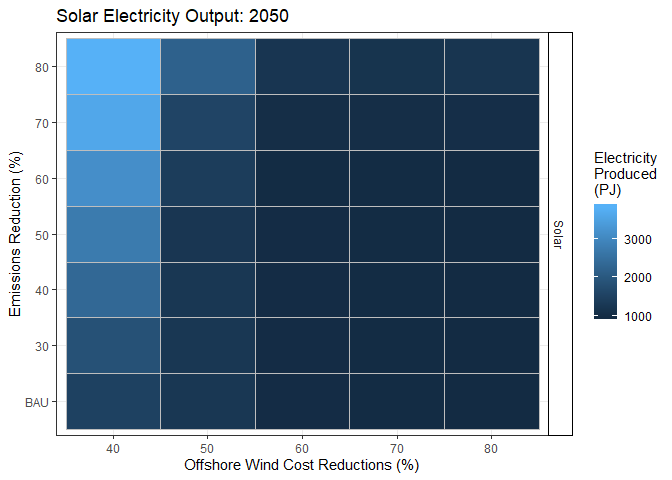 Solar Electricity Output: 2050
Emissions Reduction (%)
80
70
60
50
40
30
BAU
40 50 60 70 80
Offshore Wind Cost Reductions (%)
Solar
Electricity
Produced
(PJ)
3000
2000
1000